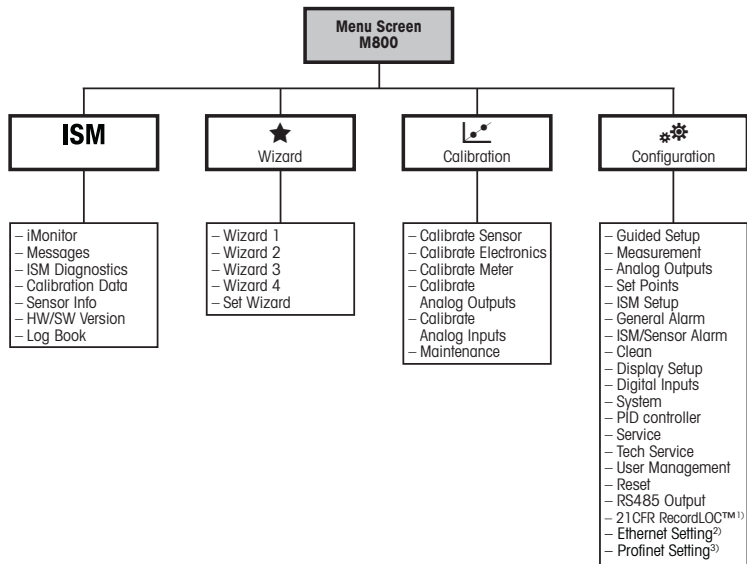 Menu Screen
M800
ISM
Wizard
Calibration
Configuration
– iMonitor
– Messages
– ISM Diagnostics
– Calibration Data
– Sensor Info
– HW/SW Version
– Log Book
– Wizard 1
– Wizard 2
– Wizard 3
– Wizard 4
– Set Wizard
– Calibrate Sensor
– Calibrate Electronics
– Calibrate Meter
– Calibrate
Analog Outputs
– Calibrate
Analog Inputs
– Maintenance
– Guided Setup
– Measurement
– Analog Outputs
– Set Points
– ISM Setup
– General Alarm
– ISM/Sensor Alarm
– Clean
– Display Setup
– Digital Inputs
– System
– PID controller
– Service
– Tech Service
– User Management
– Reset
– RS485 Output
– 21CFR RecordLOC™ 1)
– Ethernet Setting2)
– Profinet Setting3)